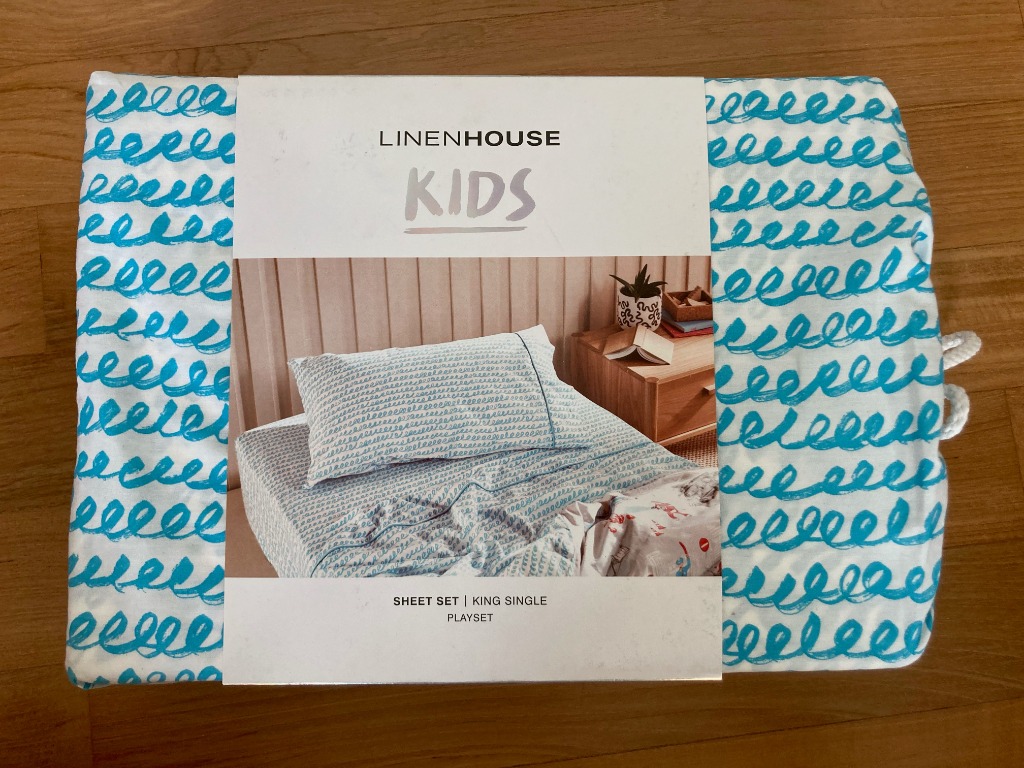 LINENHOUSE
KIDS
SHEET SET | KING SINGLE
PLAYSET